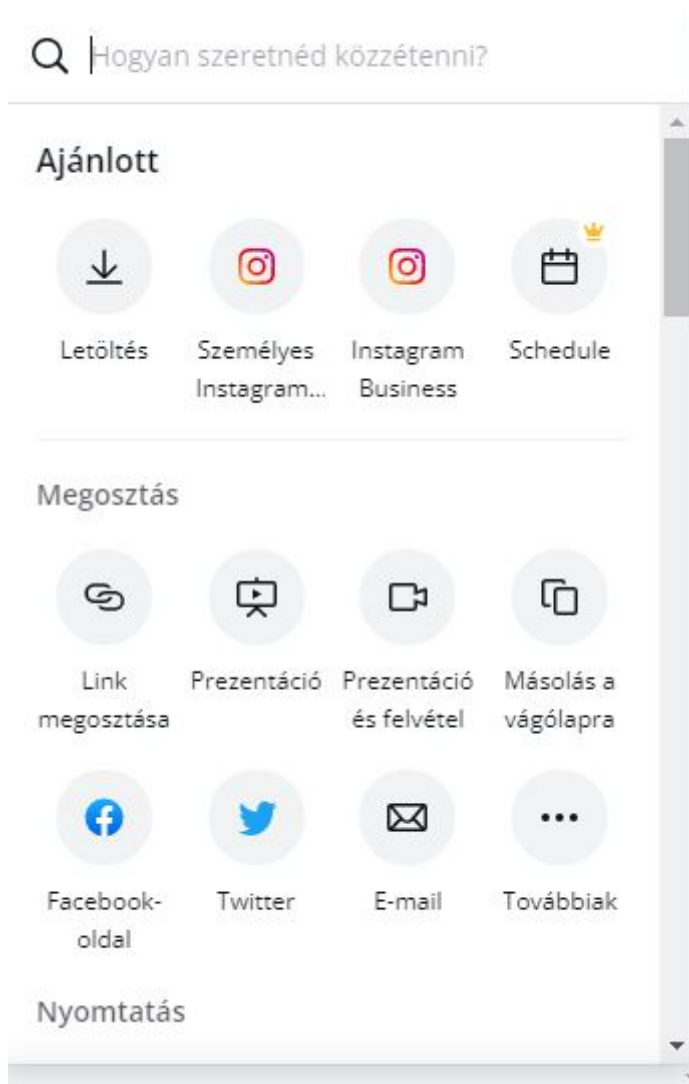 Hogyan szeretnéd közzétenni?
Ajánlott
Letöltés
Személyes
Instagram...
Instagram
Business
Schedule
Megosztás
Link
megosztása
Prezentáció
Prezentáció
és felvétel
Másolás a
vágólapra
Facebook-
oldal
Twitter
E-mail
Továbbiak
Nyomtatás